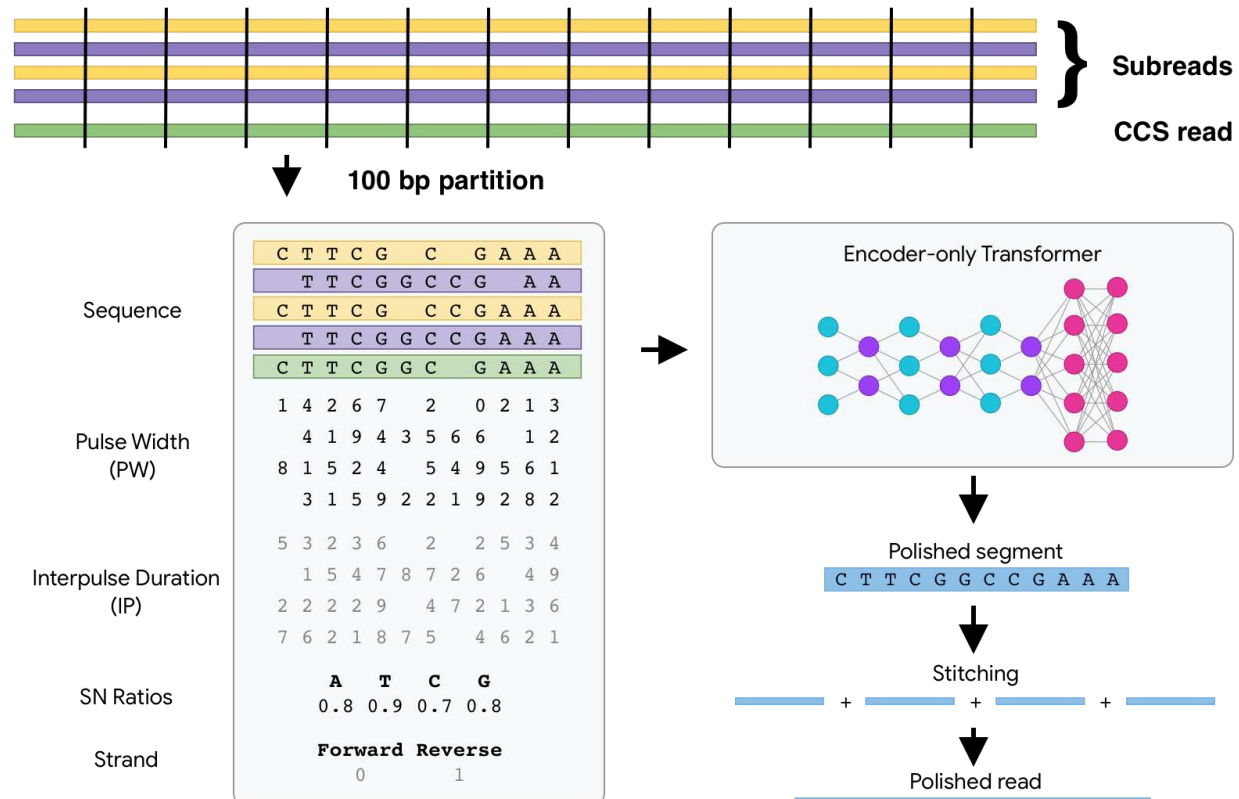 Subreads
CCS read
100 bp partition
Sequence
C T T C G C G A A A
T T C G G C C G A A
C T T C G C C G A A A
T T C G G C C G A A A
C T T C G G C G A A A
Pulse Width
(PW)
1 4 2 6 7 2 0 2 1 3
4 1 9 4 3 5 6 6 1 2
8 1 5 2 4 5 4 9 5 6 1
3 1 5 9 2 2 1 9 2 8 2
Interpulse Duration
(IP)
5 3 2 3 6 2 2 5 3 4
1 5 4 7 8 7 2 6 4 9
2 2 2 2 9 4 7 2 1 3 6
7 6 2 1 8 7 5 4 6 2 1
SN Ratios
A T C G
0.8 0.9 0.7 0.8
Strand
Forward Reverse
0 1
Encoder-only Transformer
Polished segment
C T T C G G C C G A A A
Stitching
+ + +
Polished read